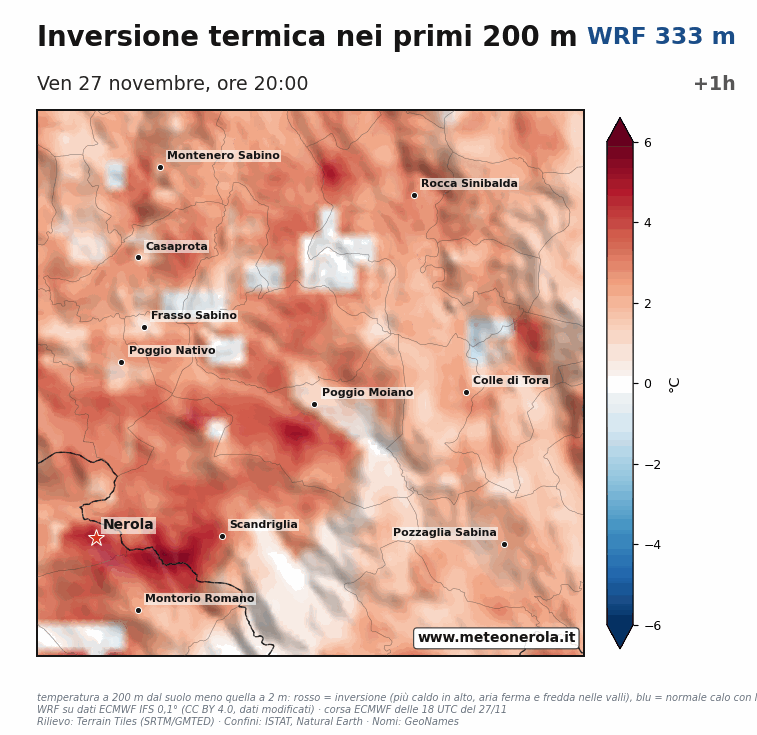 Inversione termica nei primi 200 m WRF 333 m
Ven 27 novembre, ore 20:00 +1h
Montenero Sabino
Rocca Sinibalda
Casaprota
Frasso Sabino
Poggio Nativo
Colle di Tora
Poggio Moiano
Nerola
Scandriglia
Pozzaglia Sabina
Montorio Romano
www.meteonerola.it
6
4
2
0
−2
−4
−6
°C
temperatura a 200 m dal suolo meno quella a 2 m: rosso = inversione (più caldo in alto, aria ferma e fredda nelle valli), blu = normale calo con
WRF su dati ECMWF IFS 0,1° (CC BY 4.0, dati modificati) · corsa ECMWF delle 18 UTC del 27/11
Rilievo: Terrain Tiles (SRTM/GMTED) · Confini: ISTAT, Natural Earth · Nomi: GeoNames